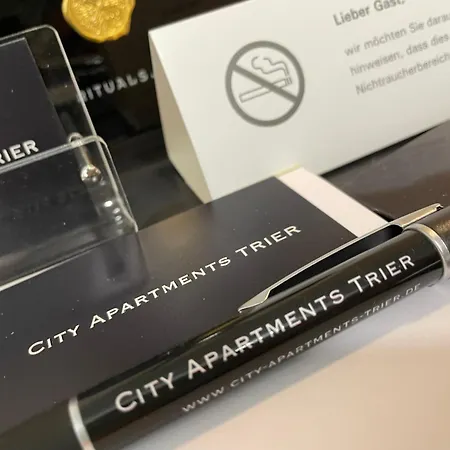 RITUALS.
Lieber Gast,
wir möchten Sie
hinweisen, dass dies
Nichtraucherbereich
CITY APARTMENTS TRIER
CITY APARTMENTS TRIER
www.city-apartments-trier.de